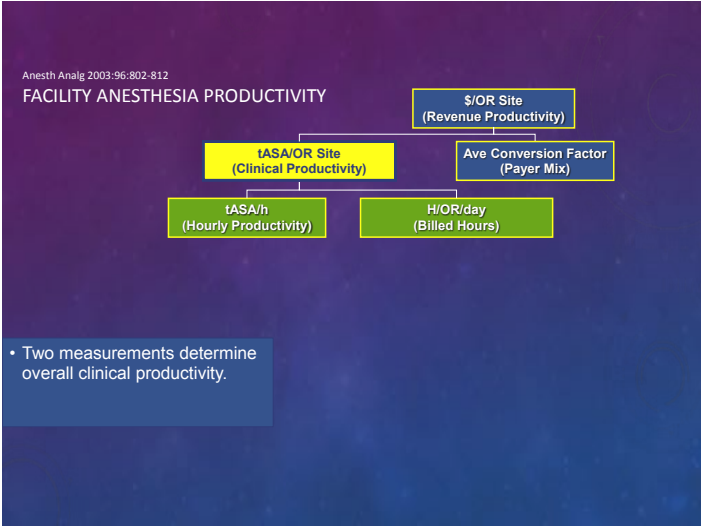 Anesth Analg 2003:96:802-812
FACILITY ANESTHESIA PRODUCTIVITY
$/OR Site
(Revenue Productivity)
tASA/OR Site
(Clinical Productivity)
Ave Conversion Factor
(Payer Mix)
tASA/h
(Hourly Productivity)
H/OR/day
(Billed Hours)
• Two measurements determine
overall clinical productivity.